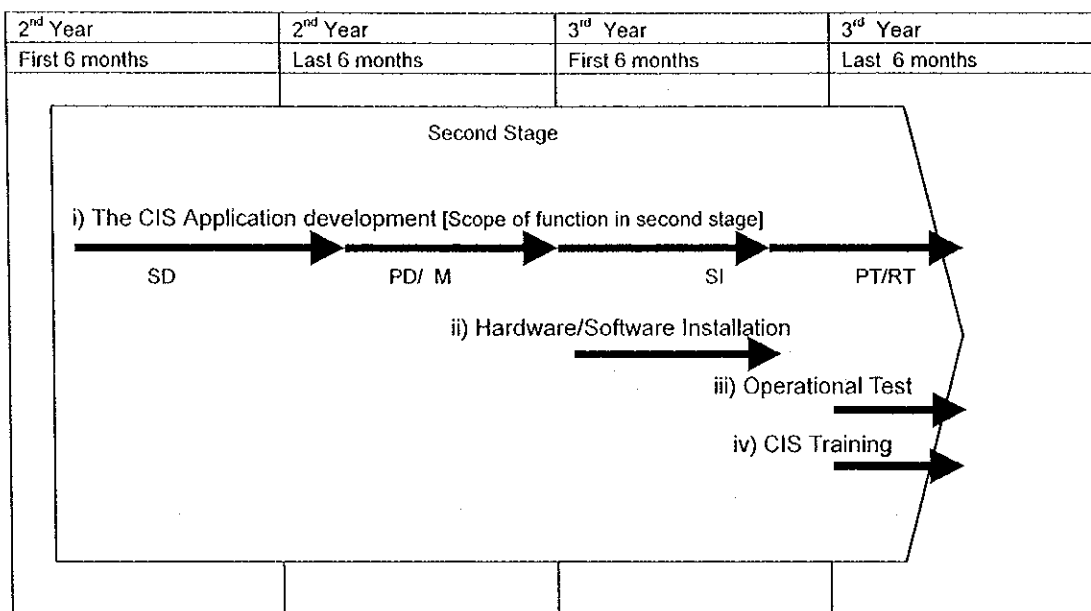 2nd Year 2nd Year 3rd Year 3rd Year
First 6 months Last 6 months First 6 months Last 6 months
Second Stage
i) The CIS Application development [Scope of function in second stage]
SD PD/ M SI PT/RT
ii) Hardware/Software Installation
iii) Operational Test
iv) CIS Training